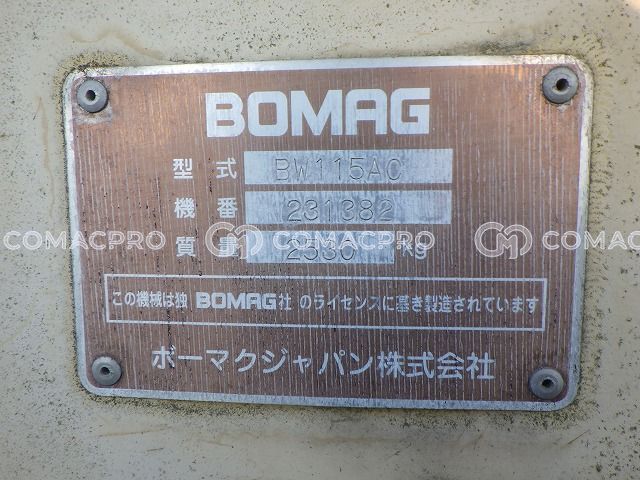 BOMAG
型式 BW115AC
機番 231382
質量 2530 kg
COMACPRO COMACPRO
この機械は独 BOMAG社 のライセンスに基き製造されています
ボーマクジャパン株式会社